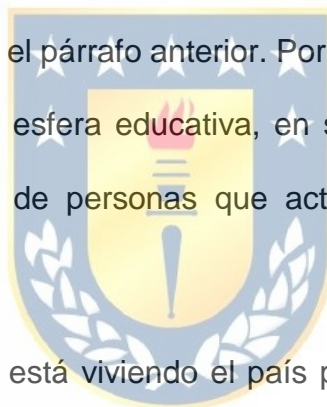 el párrafo anterior. Por
esfera educativa, en s
de personas que act
está viviendo el país p